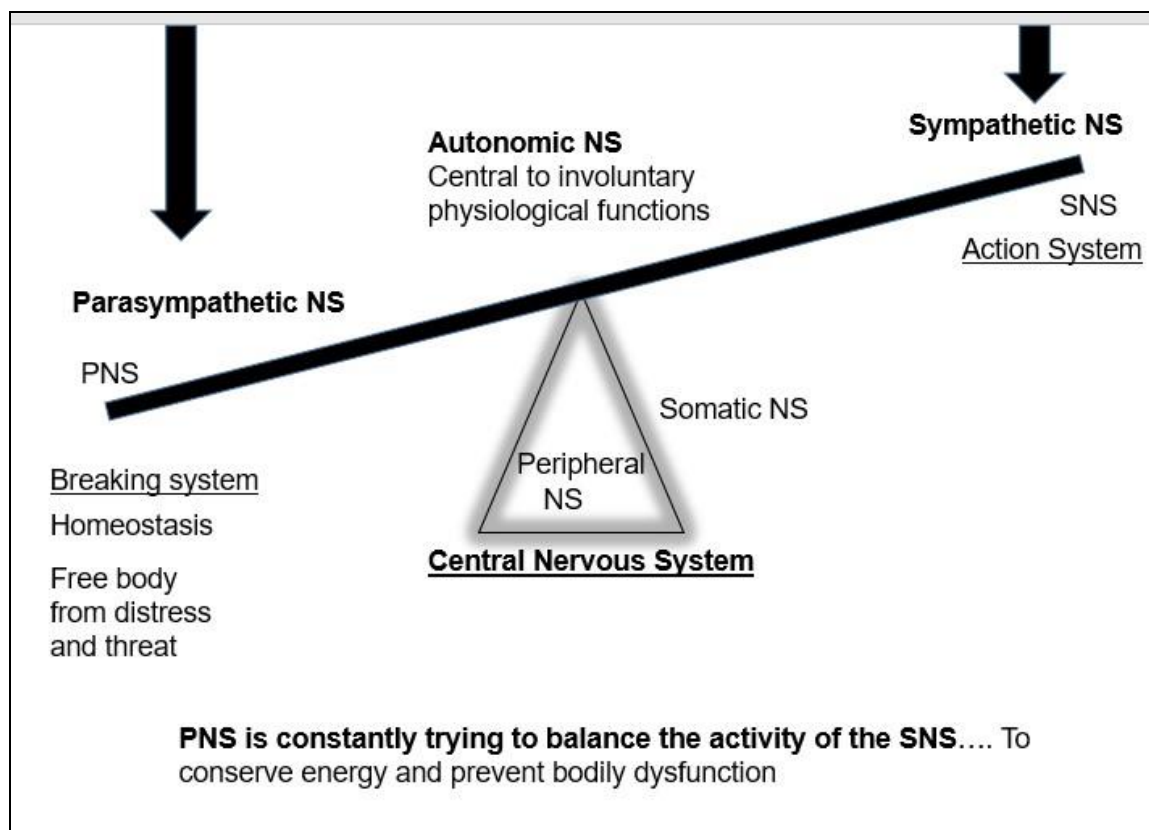 Sympathetic NS
Autonomic NS
Central to involuntary
physiological functions
SNS
Action System
Parasympathetic NS
PNS
Somatic NS
Peripheral
NS
Breaking system
Homeostasis
Central Nervous System
Free body
from distress
and threat
PNS is constantly trying to balance the activity of the SNS…. To
conserve energy and prevent bodily dysfunction